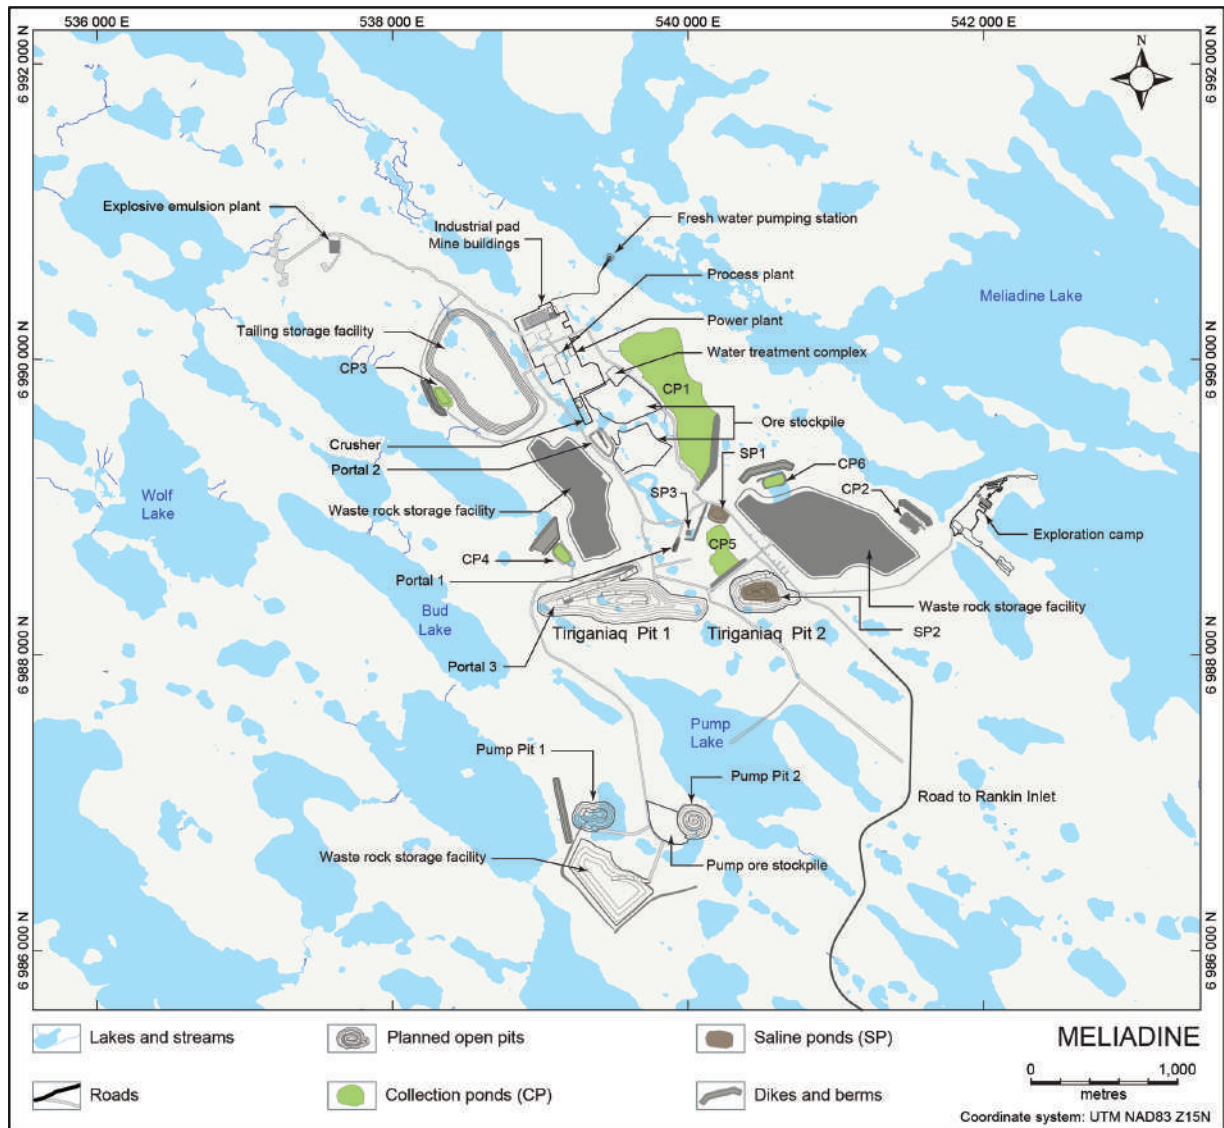 536 000 E
538 000 E
540 000 E
542 000 E
6 992 000 N
6 992 000 N
N
Explosive emulsion plant
Industrial pad
Mine buildings
Fresh water pumping station
Process plant
Meliadine Lake
Power plant
Tailing storage facility
6 990 000 N
6 990 000 N
Water treatment complex
CP3
CP1
Ore stockpile
Crusher
Portal 2
SP1
CP6
SP3
CP2
Wolf
Lake
Waste rock storage facility
Exploration camp
CP4
CP5
Portal 1
Bud
Lake
Waste rock storage facility
Tiriganiaq Pit 1
Tiriganiaq Pit 2
SP2
6 988 000 N
6 988 000 N
Portal 3
Pump
Lake
Pump Pit 1
Pump Pit 2
Road to Rankin Inlet
Waste rock storage facility
Pump ore stockpile
6 986 000 N
6 986 000 N
Lakes and streams
Planned open pits
Saline ponds (SP)
MELIADINE
Roads
Collection ponds (CP)
Dikes and berms
0 1,000
metres
Coordinate system: UTM NAD83 Z15N